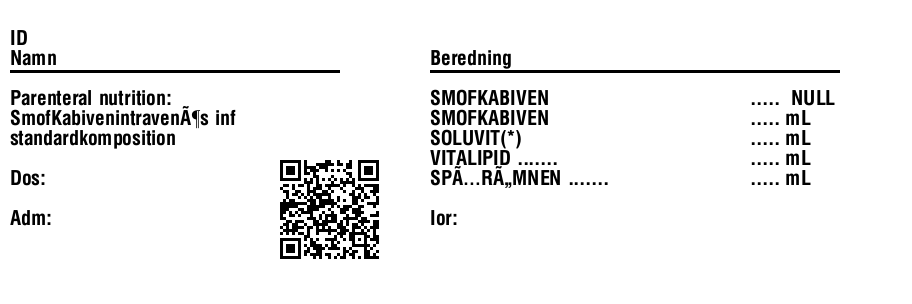 ID
Namn
Parenteral nutrition:
SmofKabivenintravenÃ¶s inf
standardkomposition
Dos:
Adm:
Beredning
SMOFKABIVEN ..... NULL
SMOFKABIVEN ..... mL
SOLUVIT(*) ..... mL
VITALIPID ....... ..... mL
SPÃ…RÃ„MNEN ....... ..... mL
Ior: